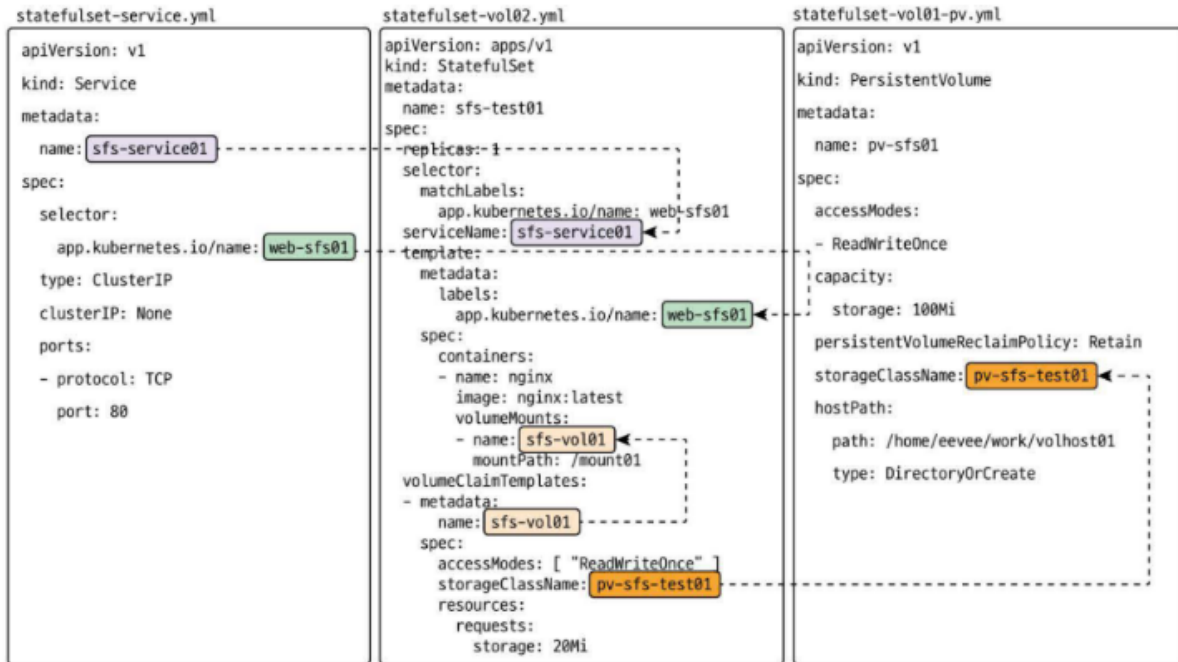 statefulset-service.yml
apiVersion: v1
kind: Service
metadata:
name: sfs-service01
spec:
selector:
app.kubernetes.io/name: web-sfs01
type: ClusterIP
clusterIP: None
ports:
- protocol: TCP
port: 80
statefulset-vol02.yml
apiVersion: apps/v1
kind: StatefulSet
metadata:
name: sfs-test01
spec:
replicas: 1
selector:
matchLabels:
app.kubernetes.io/name: web-sfs01
serviceName: sfs-service01
template:
metadata:
labels:
app.kubernetes.io/name: web-sfs01
spec:
containers:
- name: nginx
image: nginx:latest
volumeMounts:
- name: sfs-vol01
mountPath: /mount01
volumeClaimTemplates:
- metadata:
name: sfs-vol01
spec:
accessModes: [ "ReadWriteOnce" ]
storageClassName: pv-sfs-test01
resources:
requests:
storage: 20Mi
statefulset-vol01-pv.yml
apiVersion: v1
kind: PersistentVolume
metadata:
name: pv-sfs01
spec:
accessModes:
- ReadWriteOnce
capacity:
storage: 100Mi
persistentVolumeReclaimPolicy: Retain
storageClassName: pv-sfs-test01
hostPath:
path: /home/eevee/work/volhost01
type: DirectoryOrCreate